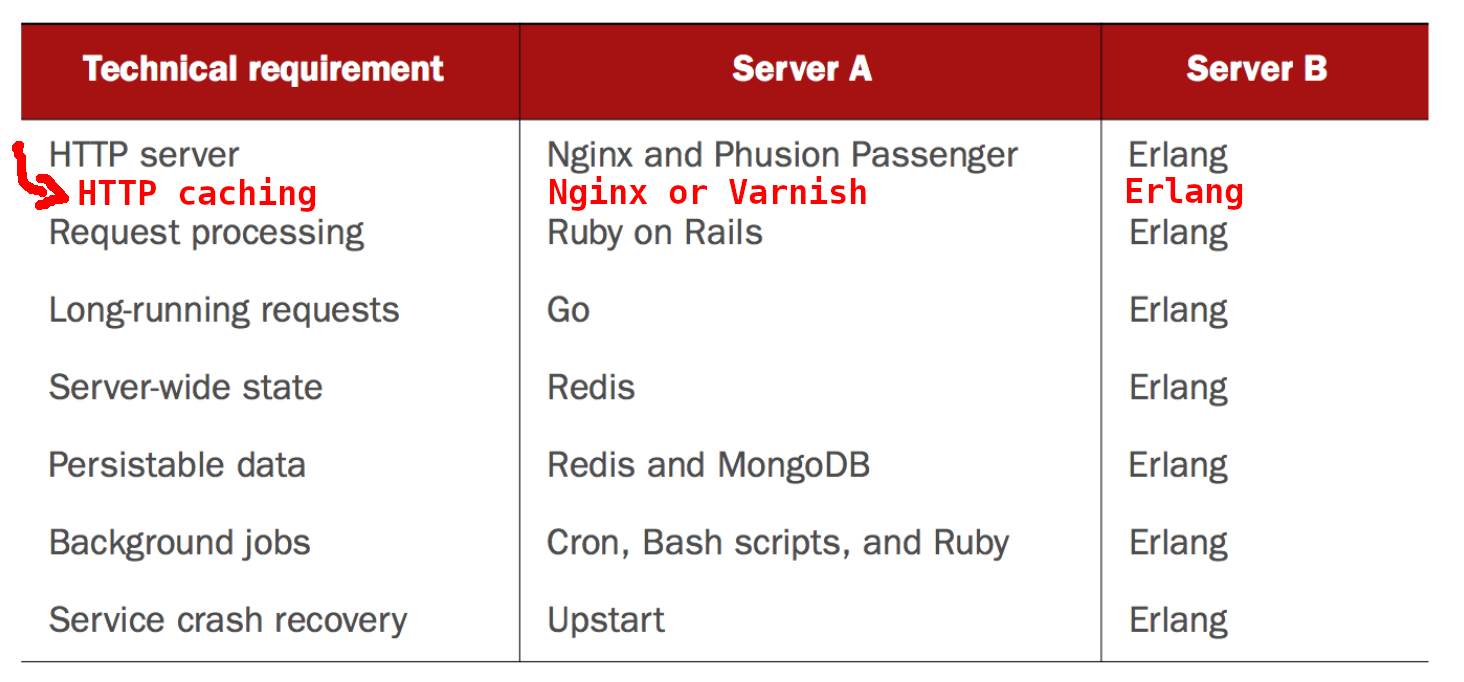 Technical requirement Server A Server B
HTTP server Nginx and Phusion Passenger Erlang
HTTP caching Nginx or Varnish Erlang
Request processing Ruby on Rails Erlang
Long-running requests Go Erlang
Server-wide state Redis Erlang
Persistable data Redis and MongoDB Erlang
Background jobs Cron, Bash scripts, and Ruby Erlang
Service crash recovery Upstart Erlang